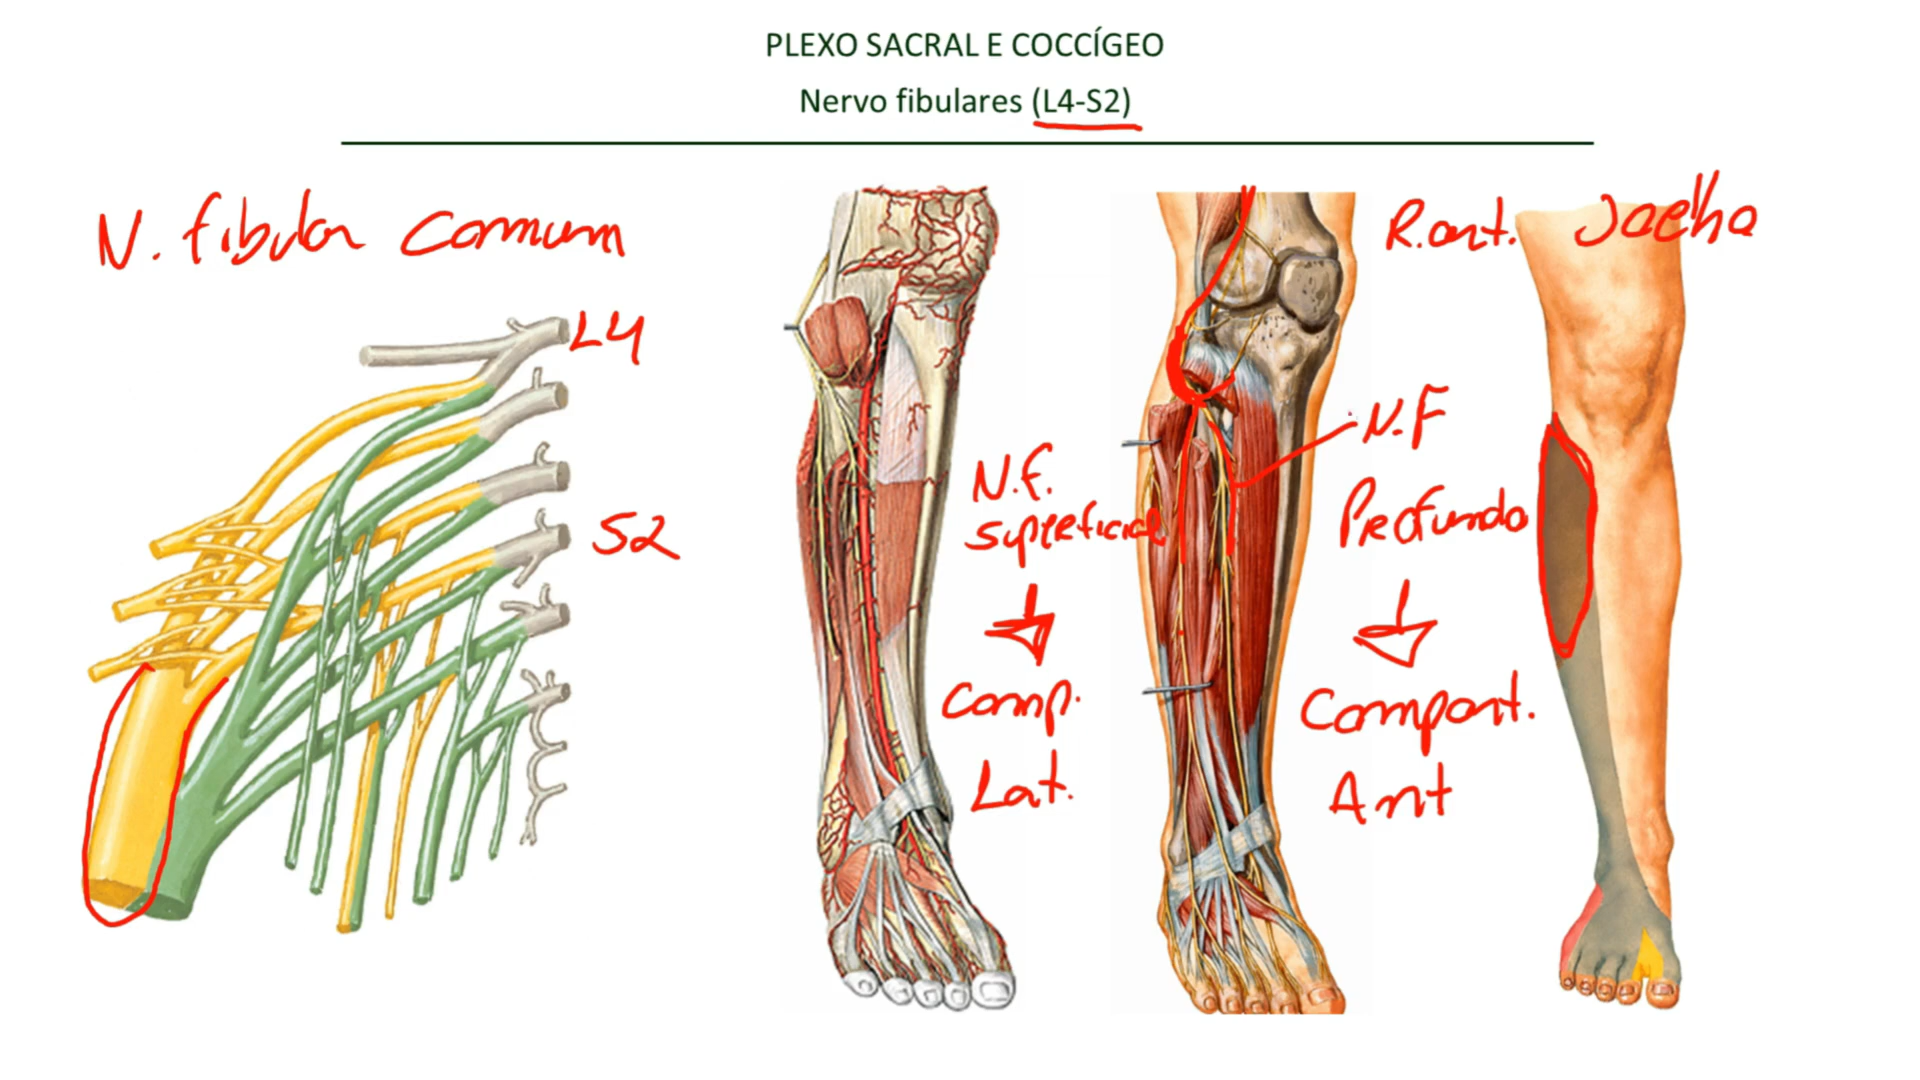 PLEXO SACRAL E COCCÍGEO
Nervo fibulares (L4-S2)
N. fibular Comum
R.ant. Joelho
L4
S2
N.F
Profundo
Compart.
Ant
N.f.
superficial
Comp.
Lat.